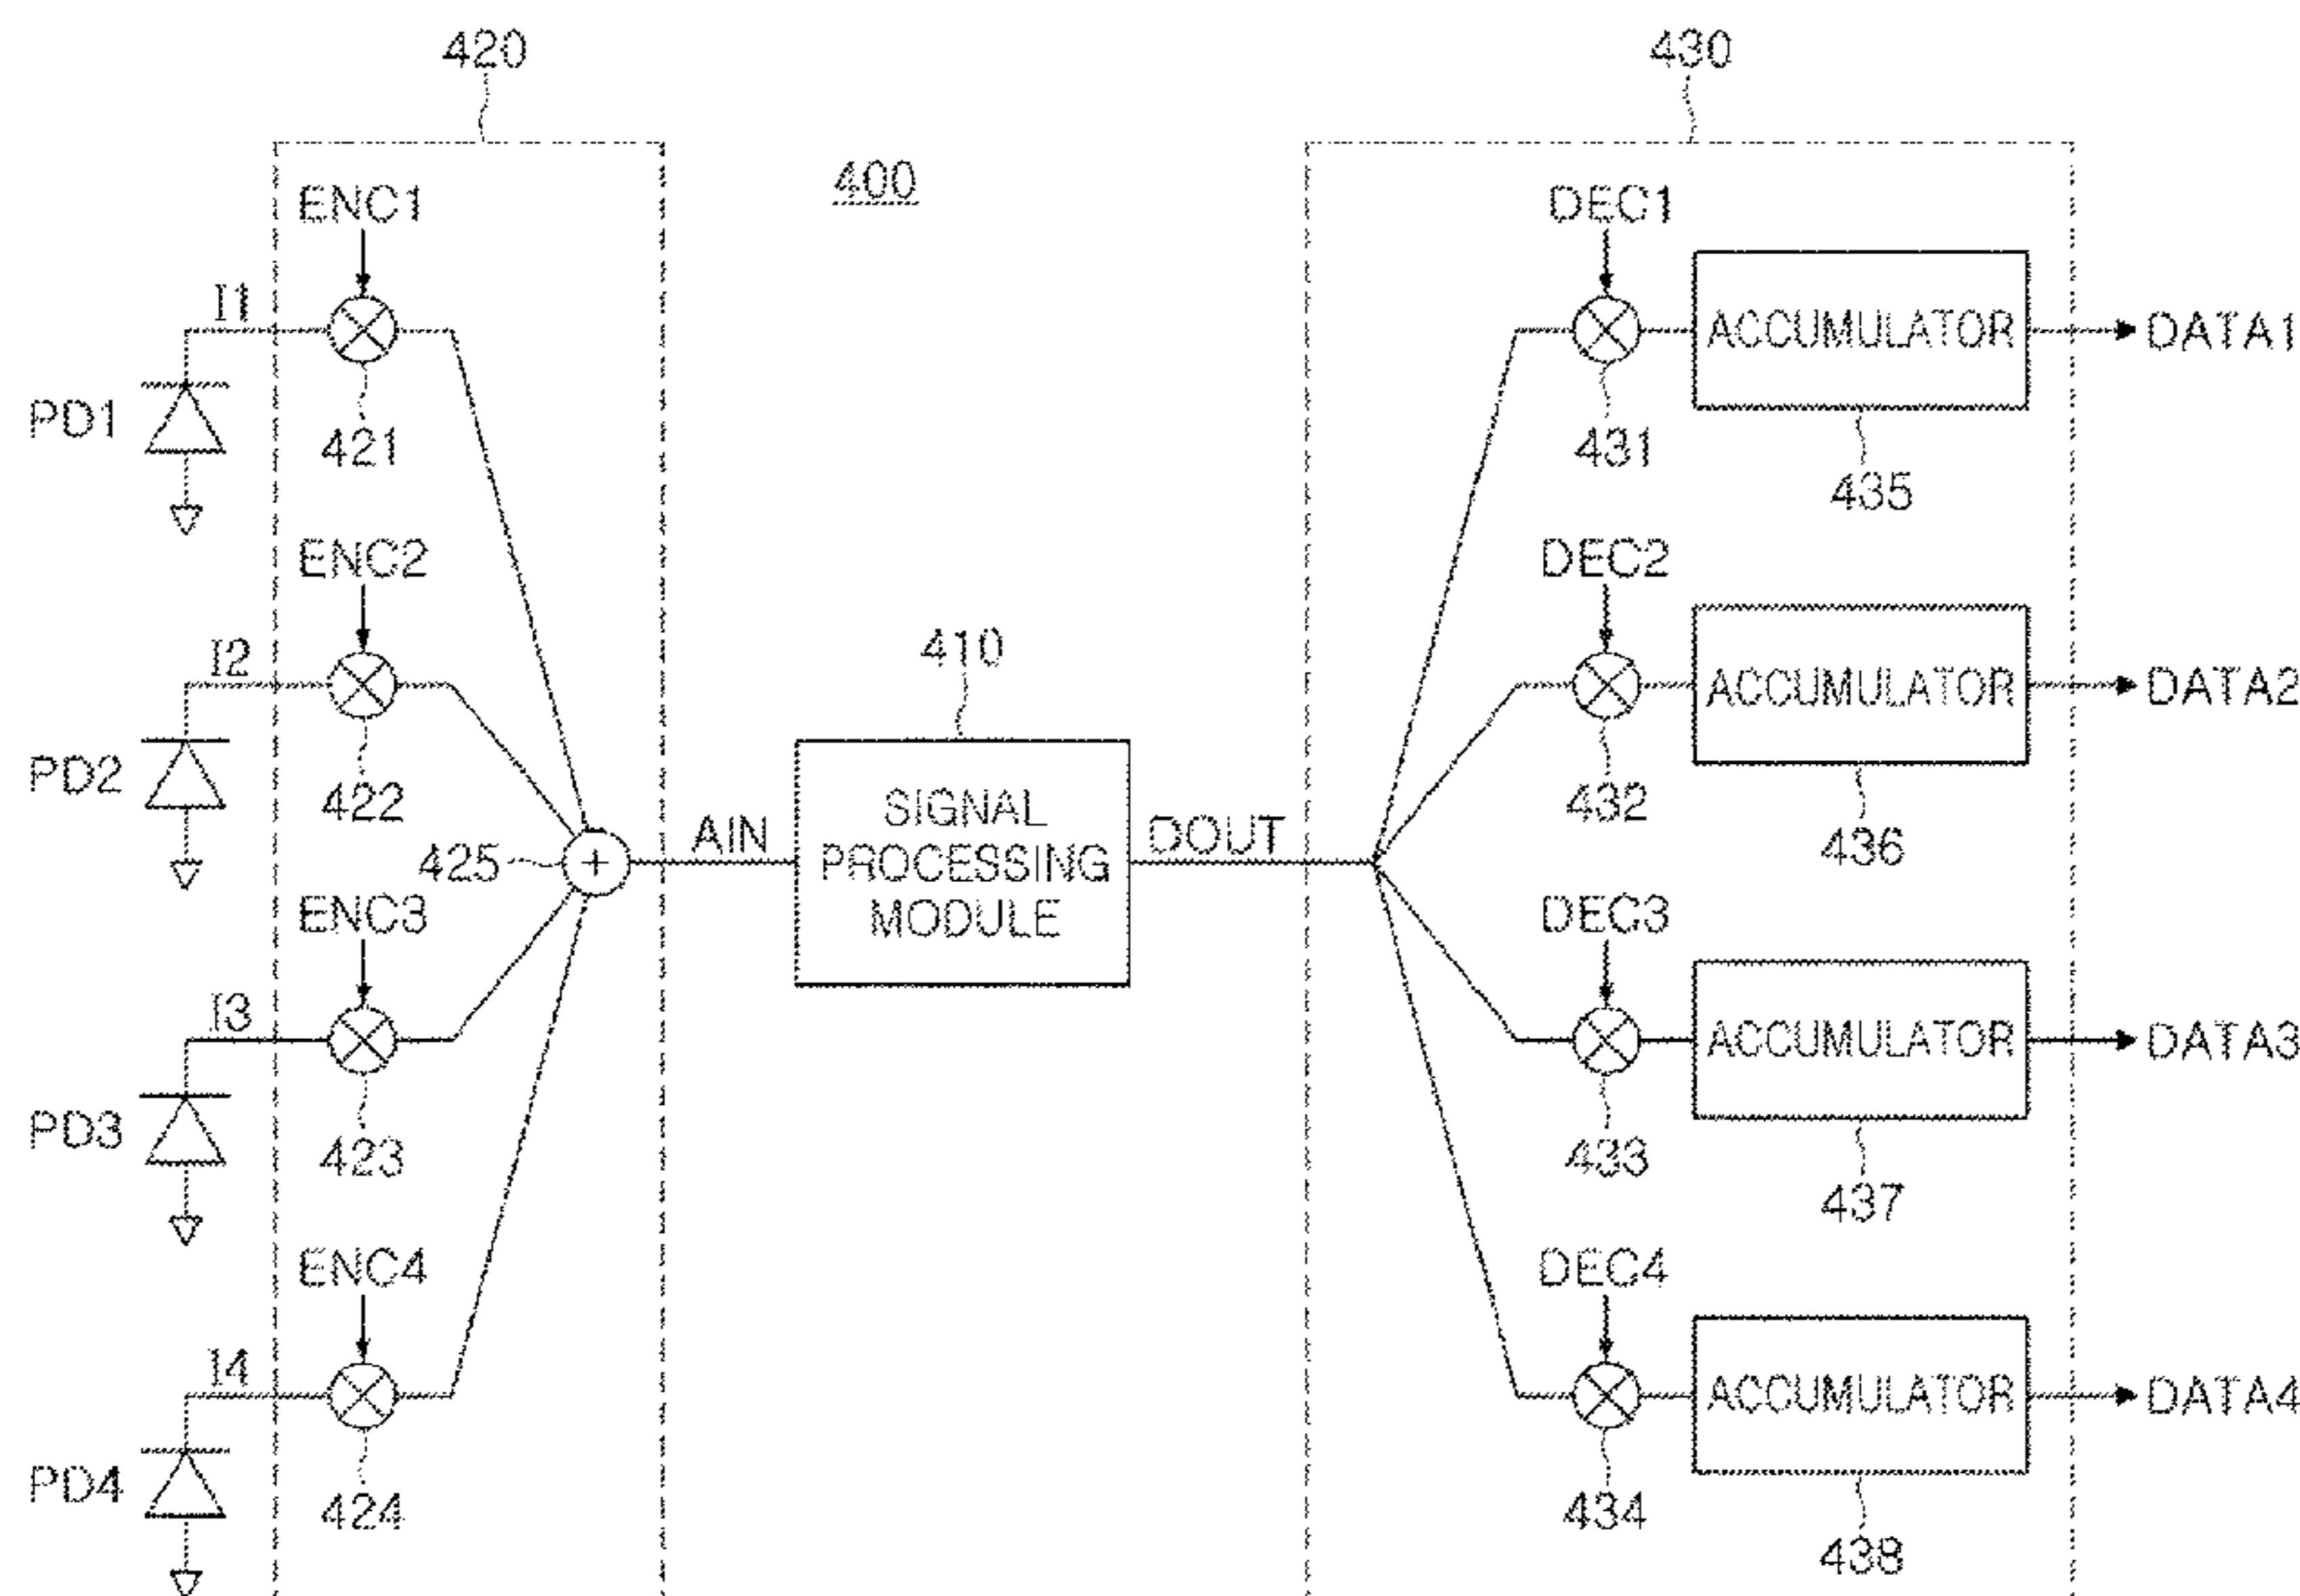 420
430
400
ENC1
DEC1
I1
ACCUMULATOR
DATA1
PD1
421
431
435
ENC2
DEC2
I2
410
ACCUMULATOR
DATA2
PD2
422
432
SIGNAL
PROCESSING
MODULE
425
+
AIN
DOUT
436
ENC3
DEC3
I3
ACCUMULATOR
DATA3
PD3
423
433
437
ENC4
DEC4
I4
ACCUMULATOR
DATA4
PD4
424
434
438